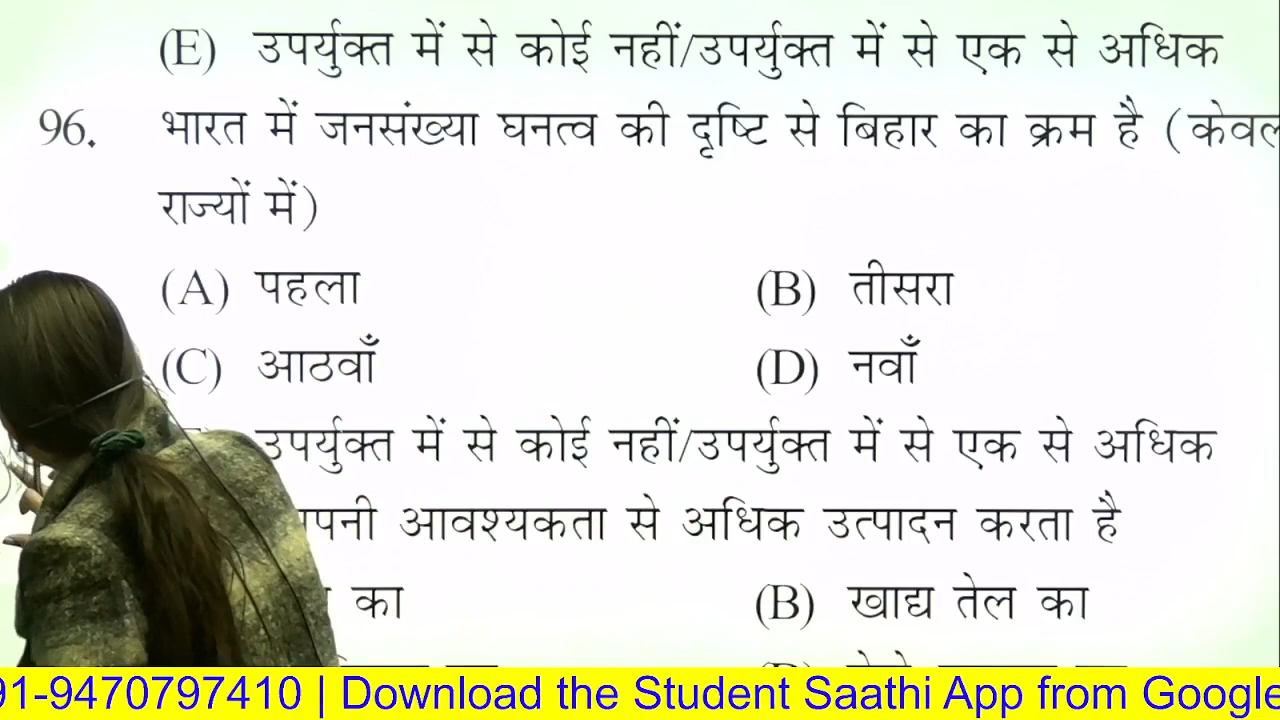 (E) उपर्युक्त में से कोई नहीं/उपर्युक्त में से एक से अधिक
96. भारत में जनसंख्या घनत्व की दृष्टि से बिहार का क्रम है (केवल
राज्यों में)
(A) पहला (B) तीसरा
(C) आठवाँ (D) नवाँ
उपर्युक्त में से कोई नहीं/उपर्युक्त में से एक से अधिक
आवश्यकता से अधिक उत्पादन करता है
का (B) खाद्य तेल का
91-9470797410 | Download the Student Saathi App from Google